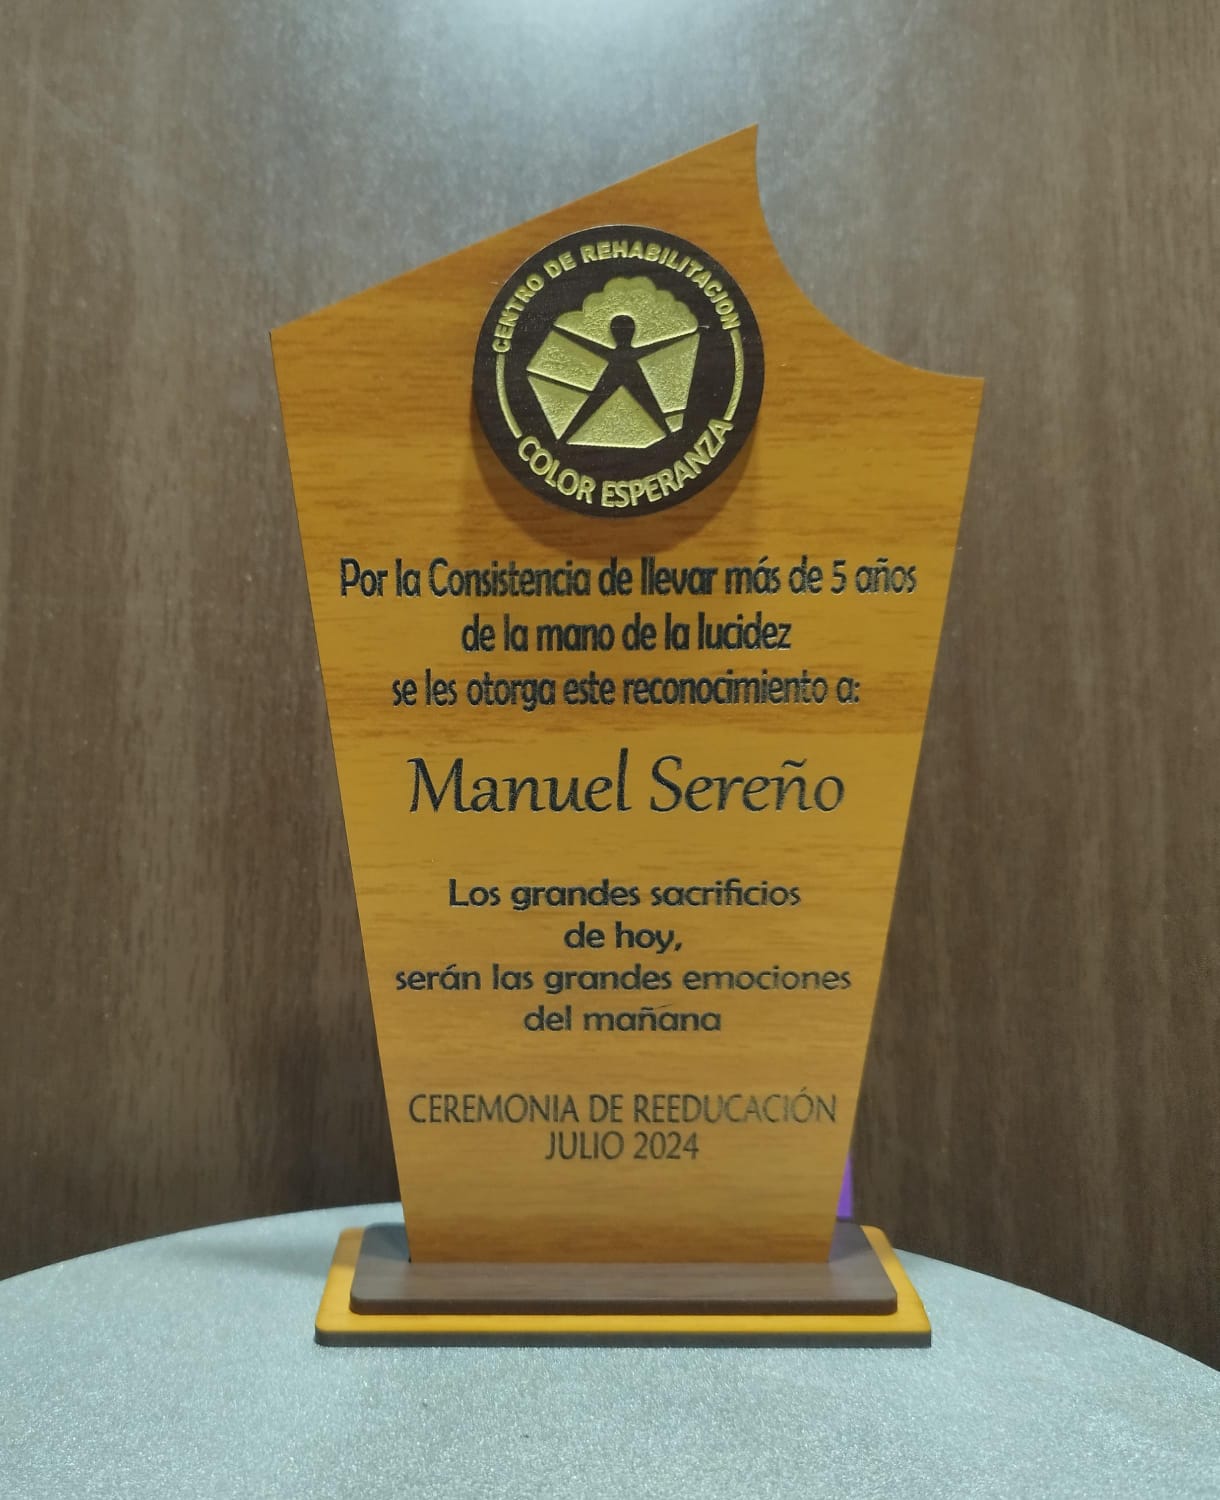 CENTRO DE REHABILITACION
COLOR ESPERANZA
Por la Consistencia de llevar más de 5 años
de la mano de la lucidez
se les otorga este reconocimiento a:
Manuel Sereño
Los grandes sacrificios
de hoy,
serán las grandes emociones
del mañana
CEREMONIA DE REEDUCACIÓN
JULIO 2024